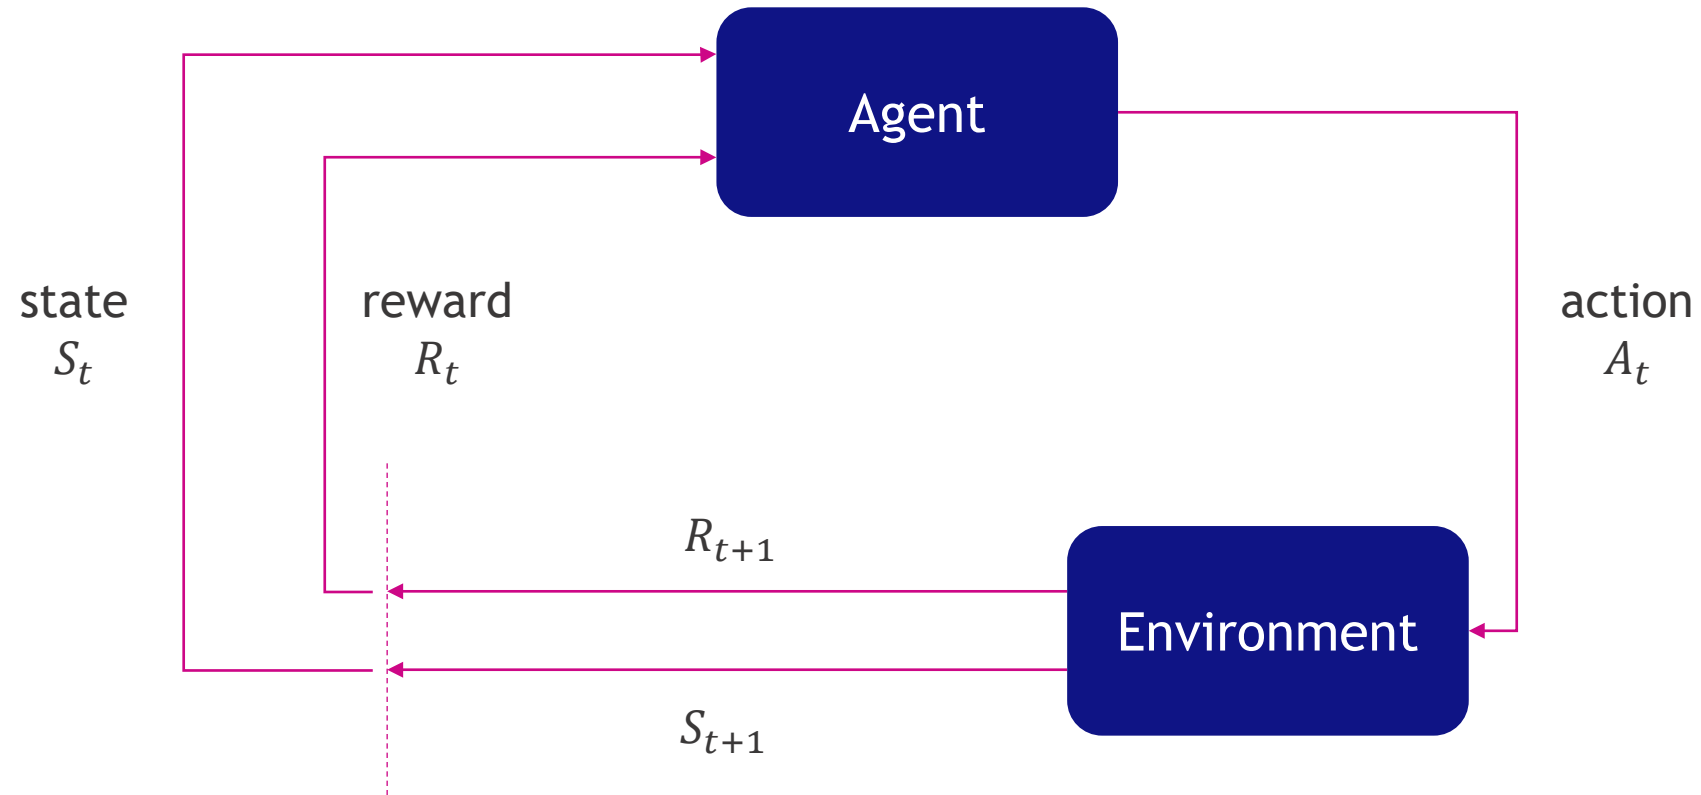 Agent
state
S_t
reward
R_t
action
A_t
R_{t+1}
Environment
S_{t+1}